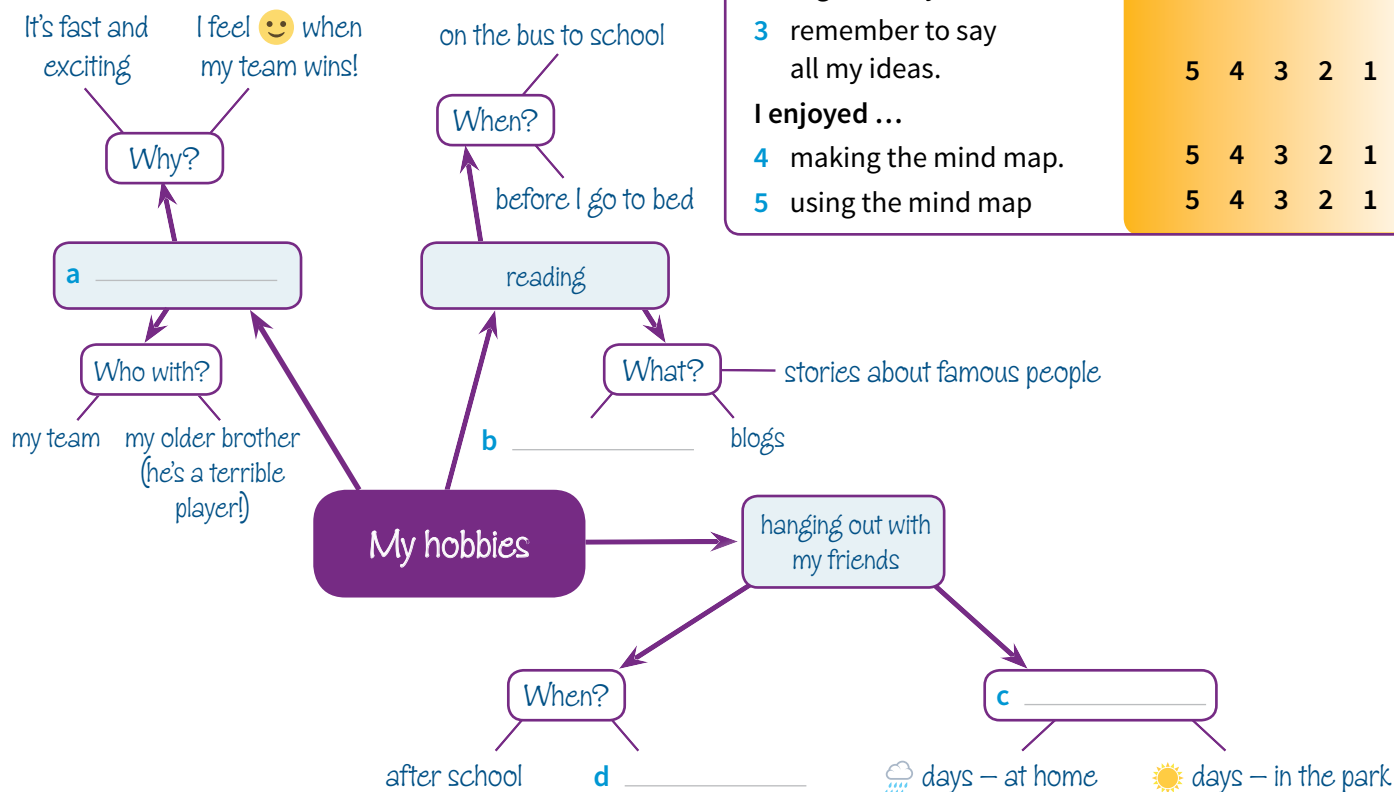 It's fast and
exciting
I feel 🙂 when
my team wins!
Why?
a
Who with?
my team
my older brother
(he's a terrible
player!)
on the bus to school
When?
before I go to bed
reading
What?
stories about famous people
b
blogs
My hobbies
hanging out with
my friends
When?
after school
d
c
days – at home
days – in the park
3 remember to say
all my ideas. 5 4 3 2 1
I enjoyed ...
4 making the mind map. 5 4 3 2 1
5 using the mind map 5 4 3 2 1